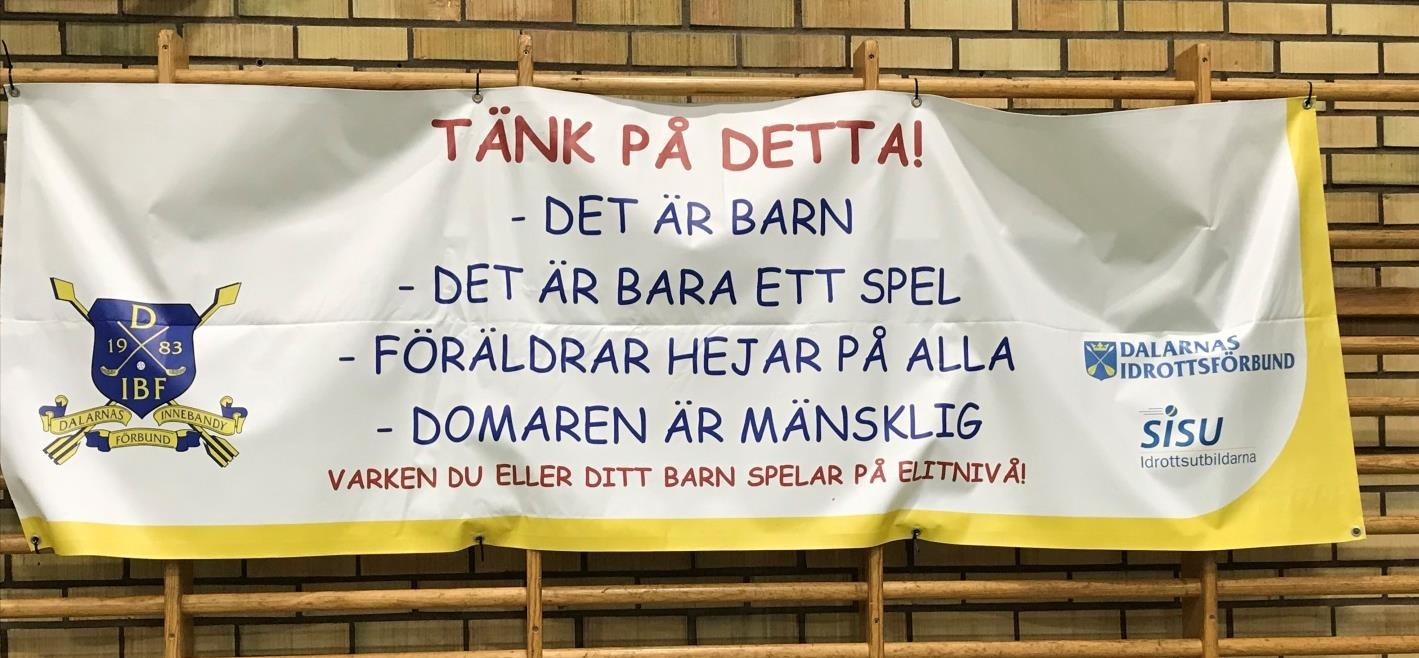 TÄNK PÅ DETTA!
- DET ÄR BARN
- DET ÄR BARA ETT SPEL
- FÖRÄLDRAR HEJAR PÅ ALLA
- DOMAREN ÄR MÄNSKLIG
VARKEN DU ELLER DITT BARN SPELAR PÅ ELITNIVÅ!
D
19 83
IBF
DALARNAS INNEBANDY
FÖRBUND
DALARNAS
IDROTTSFÖRBUND
SISU
Idrottsutbildarna